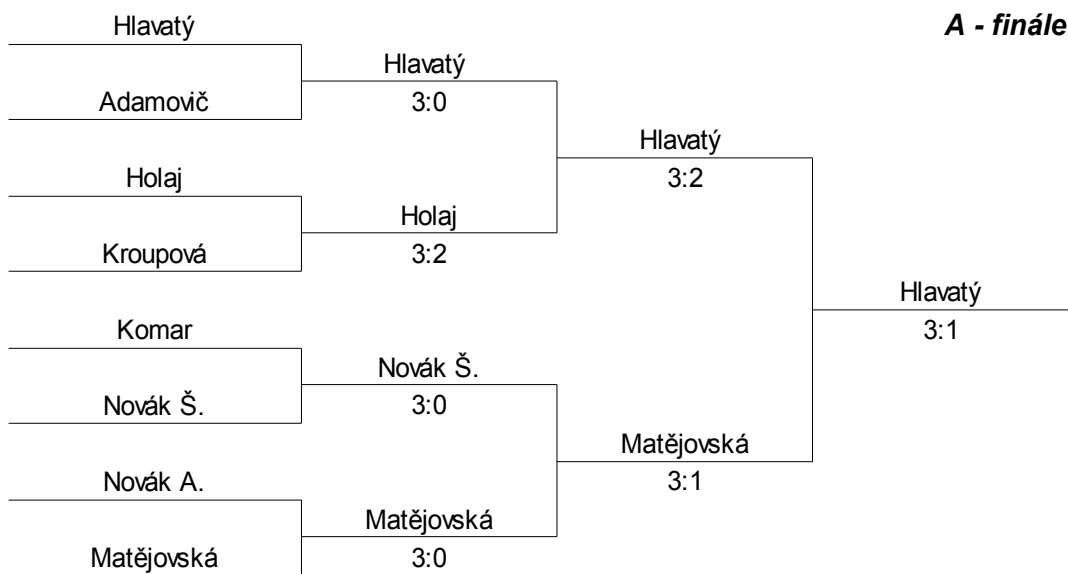 Hlavatý
A - finále
Hlavatý
Adamovič
3:0
Hlavatý
Holaj
3:2
Holaj
Kroupová
3:2
Hlavatý
Komar
3:1
Novák Š.
Novák Š.
3:0
Matějovská
Novák A.
3:1
Matějovská
Matějovská
3:0